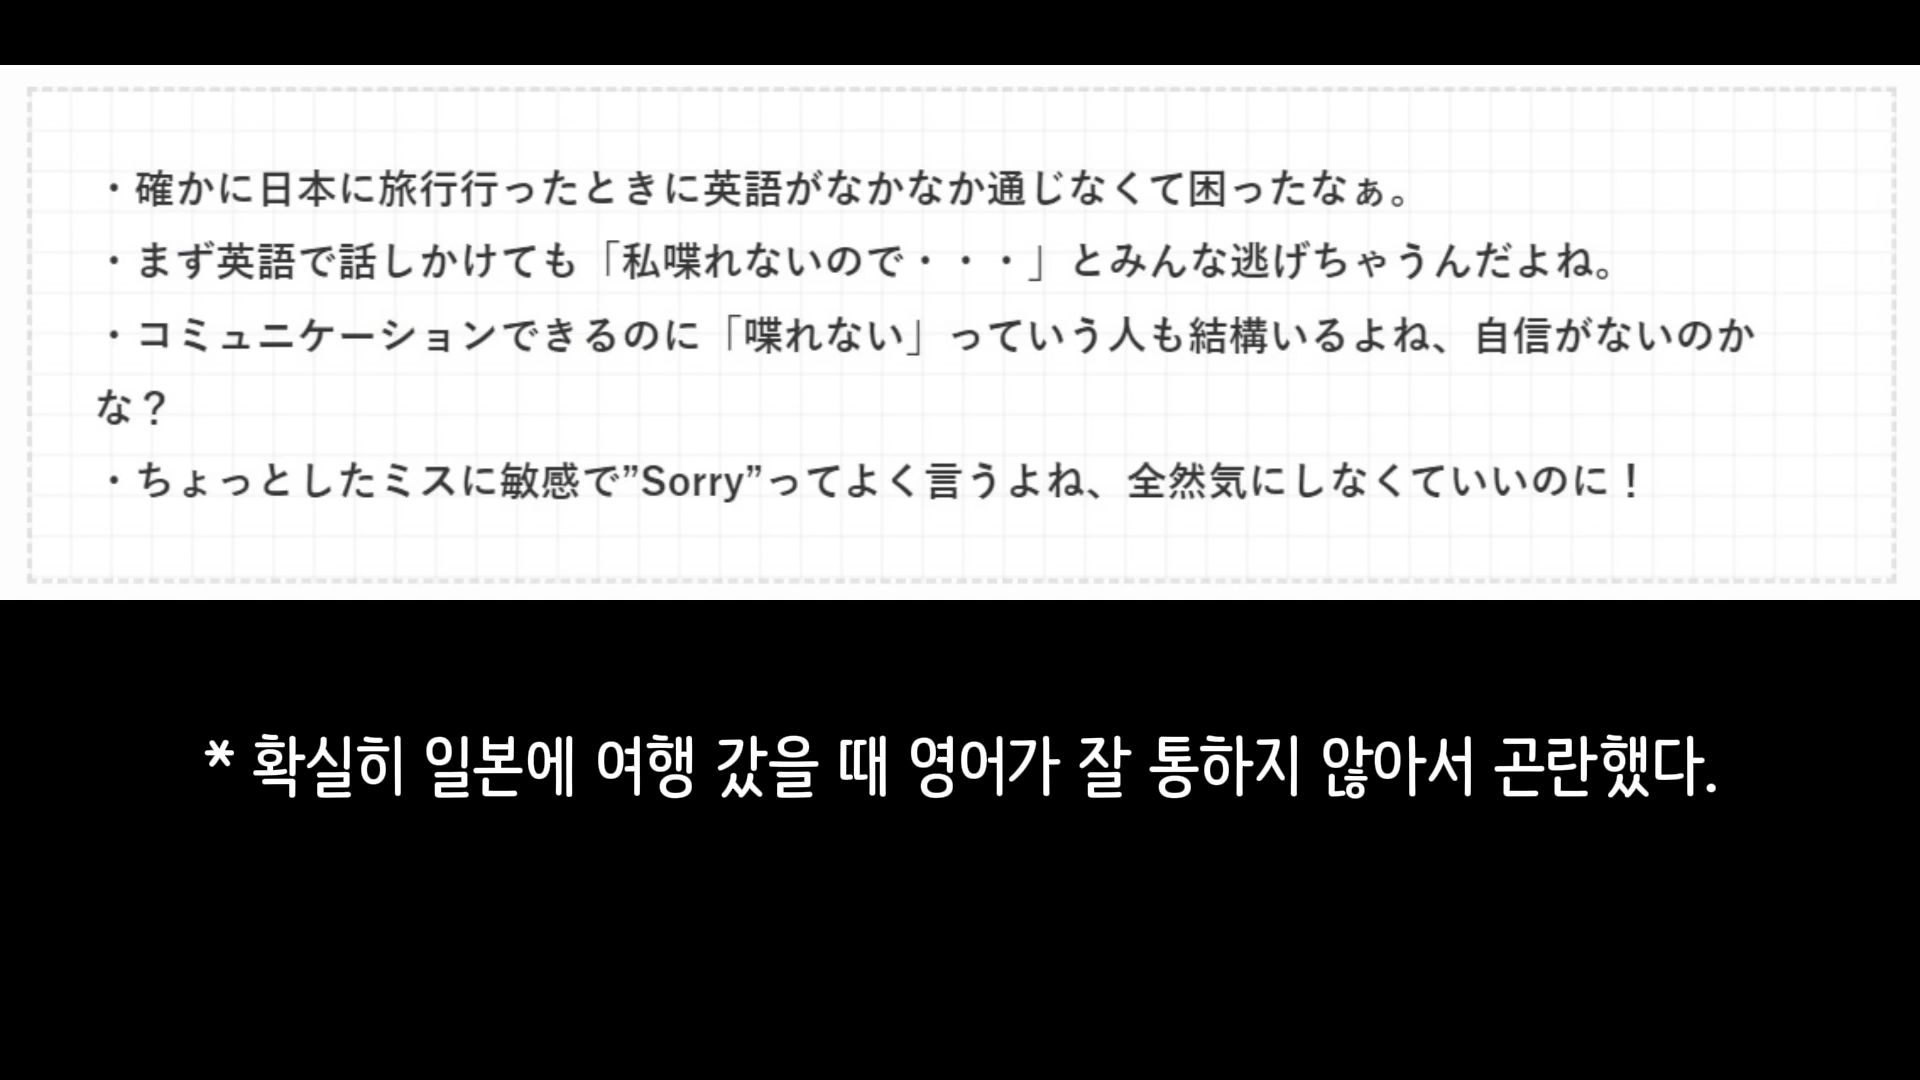 ・確かに日本に旅行行ったときに英語がなかなか通じなくて困ったなぁ。
・まず英語で話しかけても「私喋れないので・・・」とみんな逃げちゃうんだよね。
・コミュニケーションできるのに「喋れない」っていう人も結構いるよね、自信がないのか
な？
・ちょっとしたミスに敏感で”Sorry”ってよく言うよね、全然気にしなくていいのに！
* 확실히 일본에 여행 갔을 때 영어가 잘 통하지 않아서 곤란했다.